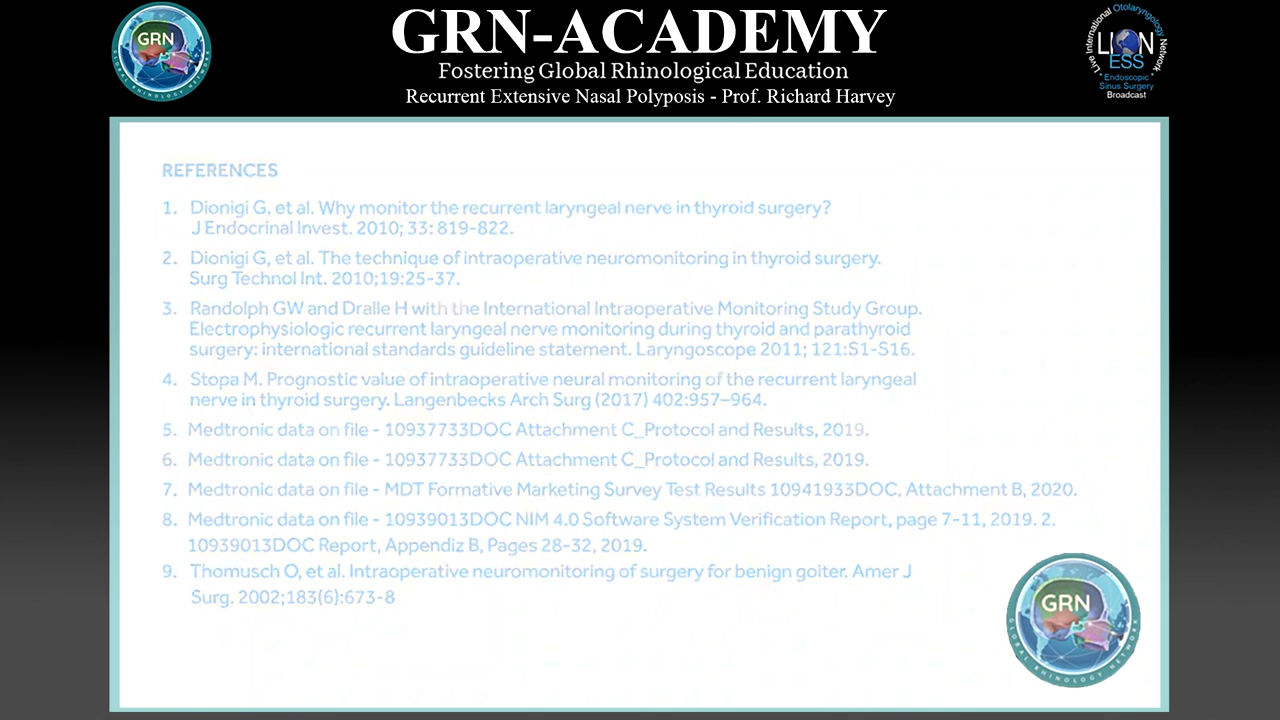 GRN
GRN-ACADEMY
Fostering Global Rhinological Education
Recurrent Extensive Nasal Polyposis - Prof. Richard Harvey
Live International Otolaryngology Network
LION
ESS
Endoscopic
Sinus Surgery
Broadcast
REFERENCES
1. Dionigi G, et al. Why monitor the recurrent laryngeal nerve in thyroid surgery?
J Endocrinal Invest. 2010; 33: 819-822.
2. Dionigi G, et al. The technique of intraoperative neuromonitoring in thyroid surgery.
Surg Technol Int. 2010;19:25-37.
3. Randolph GW and Dralle H with the International Intraoperative Monitoring Study Group.
Electrophysiologic recurrent laryngeal nerve monitoring during thyroid and parathyroid
surgery: international standards guideline statement. Laryngoscope 2011; 121:S1-S16.
4. Stopa M. Prognostic value of intraoperative neural monitoring of the recurrent laryngeal
nerve in thyroid surgery. Langenbecks Arch Surg (2017) 402:957–964.
5. Medtronic data on file - 10937733DOC Attachment C_Protocol and Results, 2019.
6. Medtronic data on file - 10937733DOC Attachment C_Protocol and Results, 2019.
7. Medtronic data on file - MDT Formative Marketing Survey Test Results 10941933DOC, Attachment B, 2020.
8. Medtronic data on file - 10939013DOC NIM 4.0 Software System Verification Report, page 7-11, 2019. 2.
10939013DOC Report, Appendiz B, Pages 28-32, 2019.
9. Thomusch O, et al. Intraoperative neuromonitoring of surgery for benign goiter. Amer J
Surg. 2002;183(6):673-8
GRN
GLOBAL RHINOLOGY NETWORK